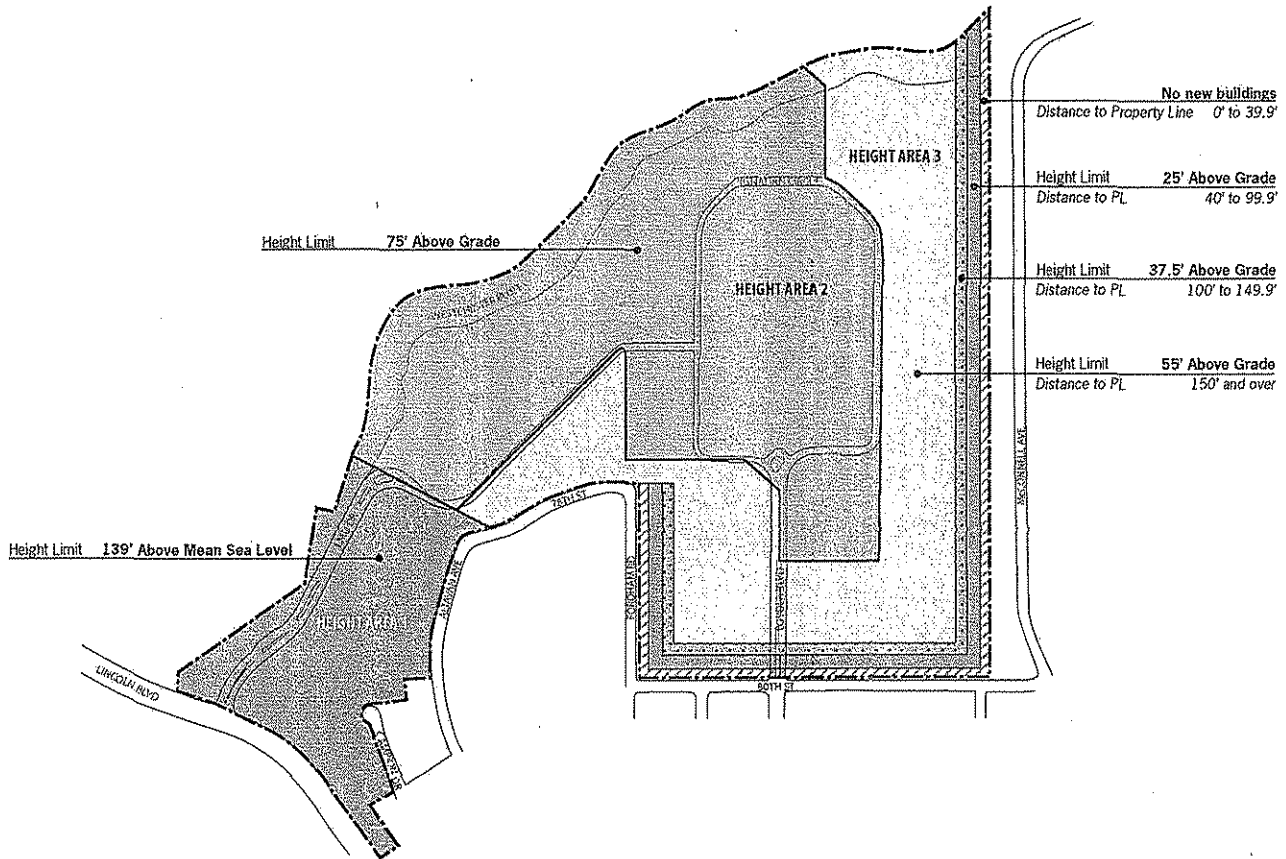 No new buildings
Distance to Property Line 0' to 39.9'
HEIGHT AREA 3
Height Limit 25' Above Grade
Distance to PL 40' to 99.9'
Height Limit 75' Above Grade
Height Limit 37.5' Above Grade
Distance to PL 100' to 149.9'
HEIGHT AREA 2
Height Limit 55' Above Grade
Distance to PL 150' and over
MCCONNELL AVE
78TH ST
Height Limit 139' Above Mean Sea Level
HEIGHT AREA
LINCOLN BLVD
80TH ST